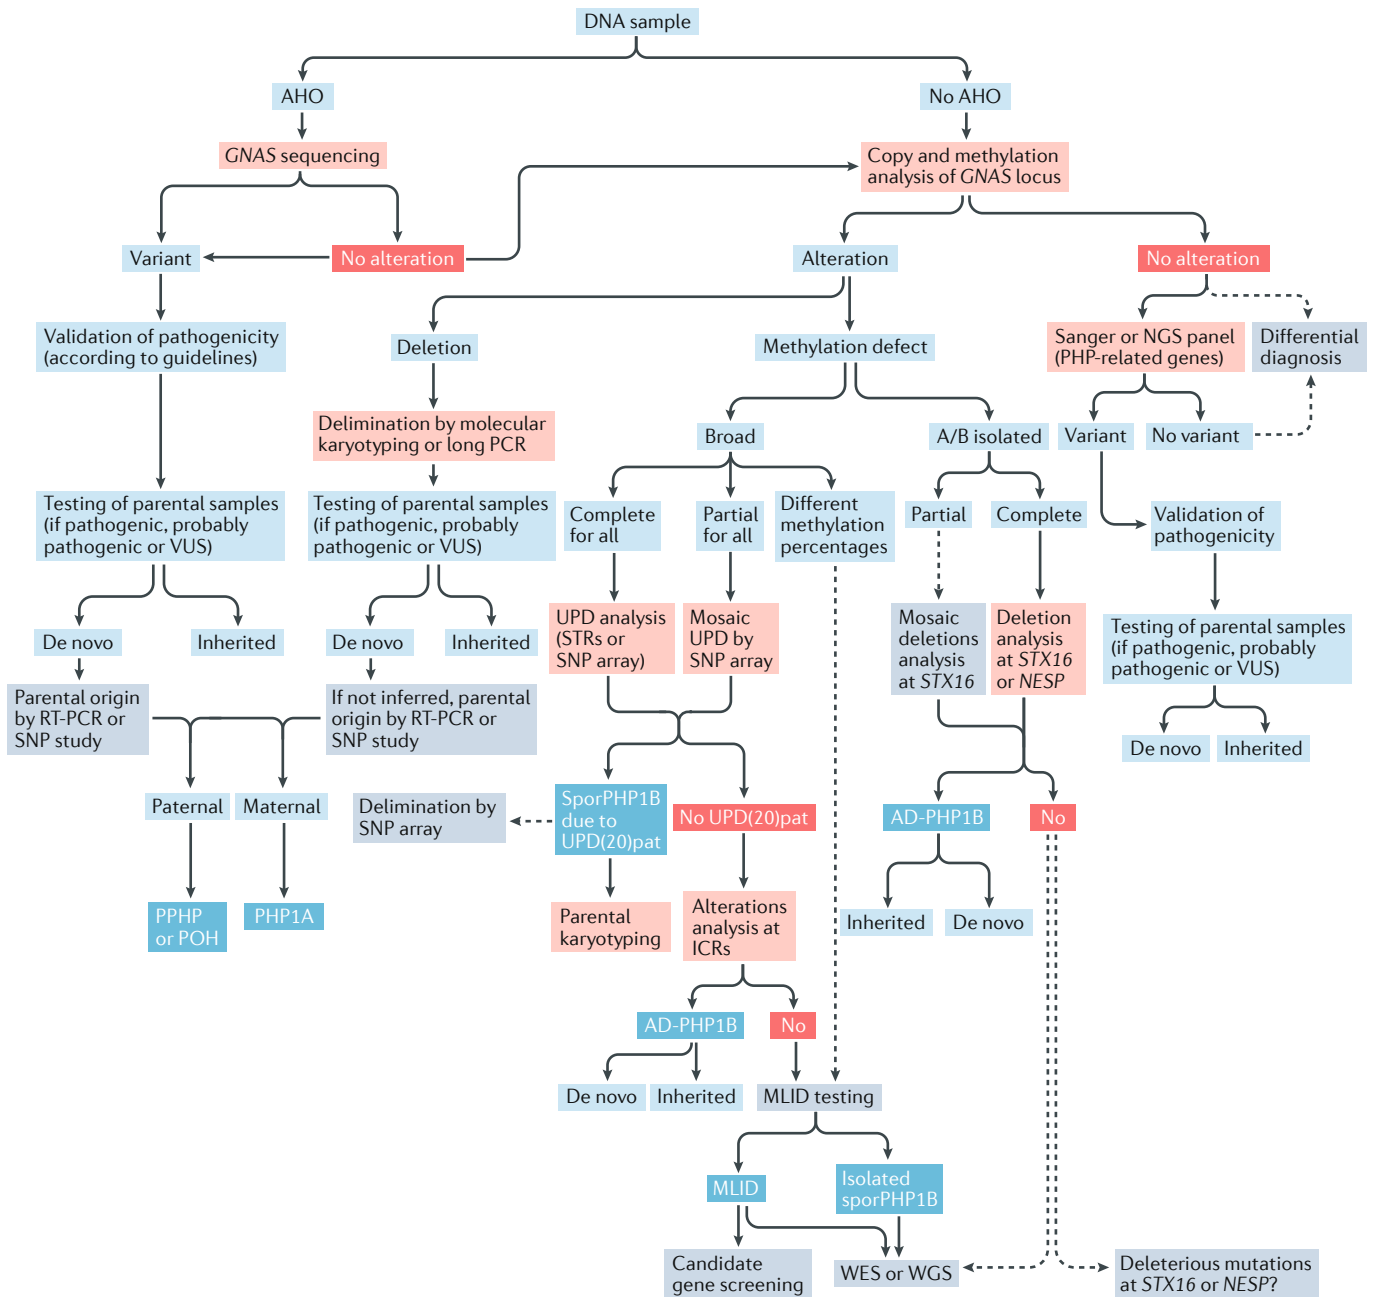 DNA sample
AHO
No AHO
GNAS sequencing
Copy and methylation
analysis of GNAS locus
Variant
No alteration
Alteration
No alteration
Validation of pathogenicity
(according to guidelines)
Deletion
Methylation defect
Sanger or NGS panel
(PHP-related genes)
Differential
diagnosis
Delimination by molecular
karyotyping or long PCR
Broad
A/B isolated
Variant
No variant
Testing of parental samples
(if pathogenic, probably
pathogenic or VUS)
Testing of parental samples
(if pathogenic, probably
pathogenic or VUS)
Complete
for all
Partial
for all
Different
methylation
percentages
Partial
Complete
Validation of
pathogenicity
De novo
Inherited
De novo
Inherited
UPD analysis
(STRs or
SNP array)
Mosaic
UPD by
SNP array
Mosaic
deletions
analysis
at STX16
Deletion
analysis
at STX16
or NESP
Testing of parental samples
(if pathogenic, probably
pathogenic or VUS)
Parental origin
by RT-PCR or
SNP study
If not inferred, parental
origin by RT-PCR or
SNP study
De novo
Inherited
Paternal
Maternal
Delimination by
SNP array
SporPHP1B
due to
UPD(20)pat
No UPD(20)pat
AD-PHP1B
No
PPHP
or POH
PHP1A
Parental
karyotyping
Alterations
analysis at
ICRs
Inherited
De novo
AD-PHP1B
No
De novo
Inherited
MLID testing
MLID
Isolated
sporPHP1B
Candidate
gene screening
WES or WGS
Deleterious mutations
at STX16 or NESP?